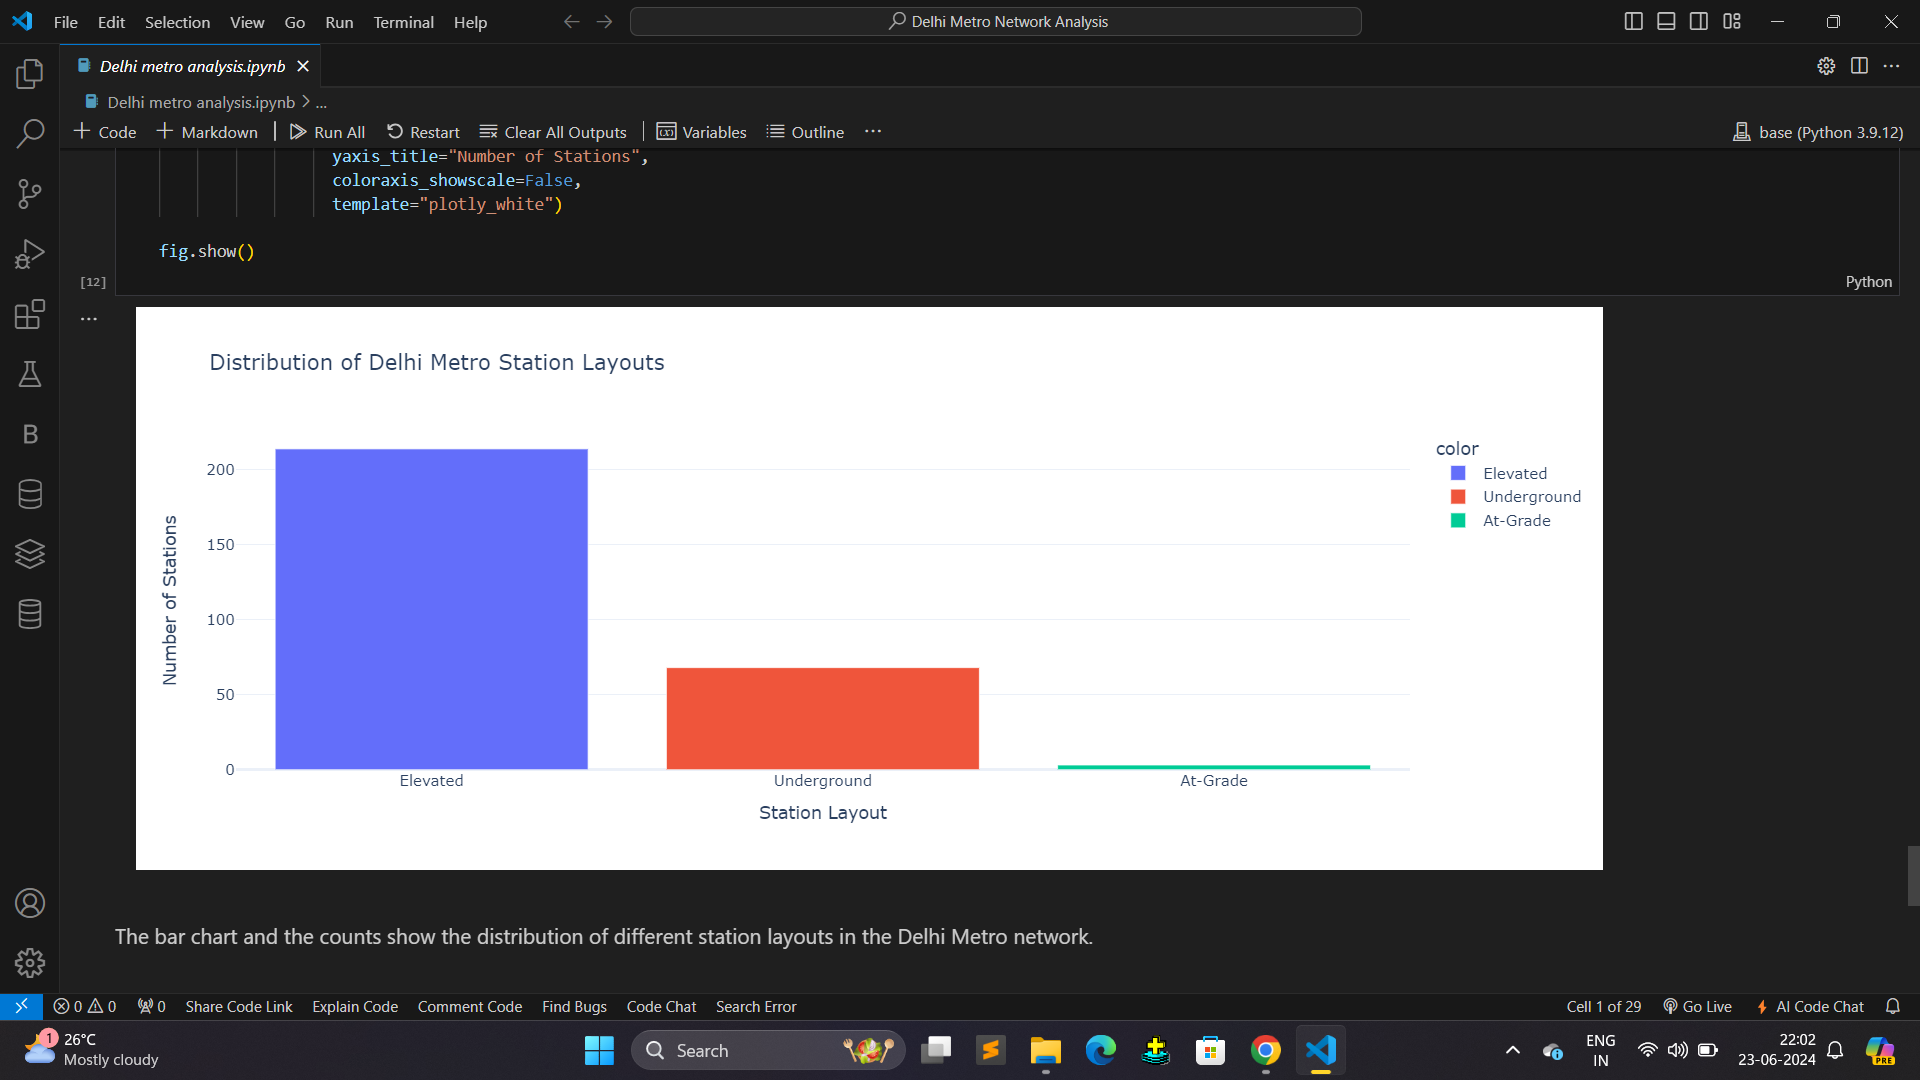 File Edit Selection View Go Run Terminal Help
Delhi Metro Network Analysis
Delhi metro analysis.ipynb
Delhi metro analysis.ipynb > ...
+ Code + Markdown | Run All Restart Clear All Outputs | Variables Outline ...
base (Python 3.9.12)
yaxis_title="Number of Stations",
coloraxis_showscale=False,
template="plotly_white")
fig.show()
[12]
Python
...
Distribution of Delhi Metro Station Layouts
color
Elevated
Underground
At-Grade
200
150
100
50
0
Number of Stations
Elevated Underground At-Grade
Station Layout
The bar chart and the counts show the distribution of different station layouts in the Delhi Metro network.
B
0 0 0 Share Code Link Explain Code Comment Code Find Bugs Code Chat Search Error
Cell 1 of 29 Go Live AI Code Chat
1
26°C
Mostly cloudy
Search
ENG
IN
22:02
23-06-2024
PRE